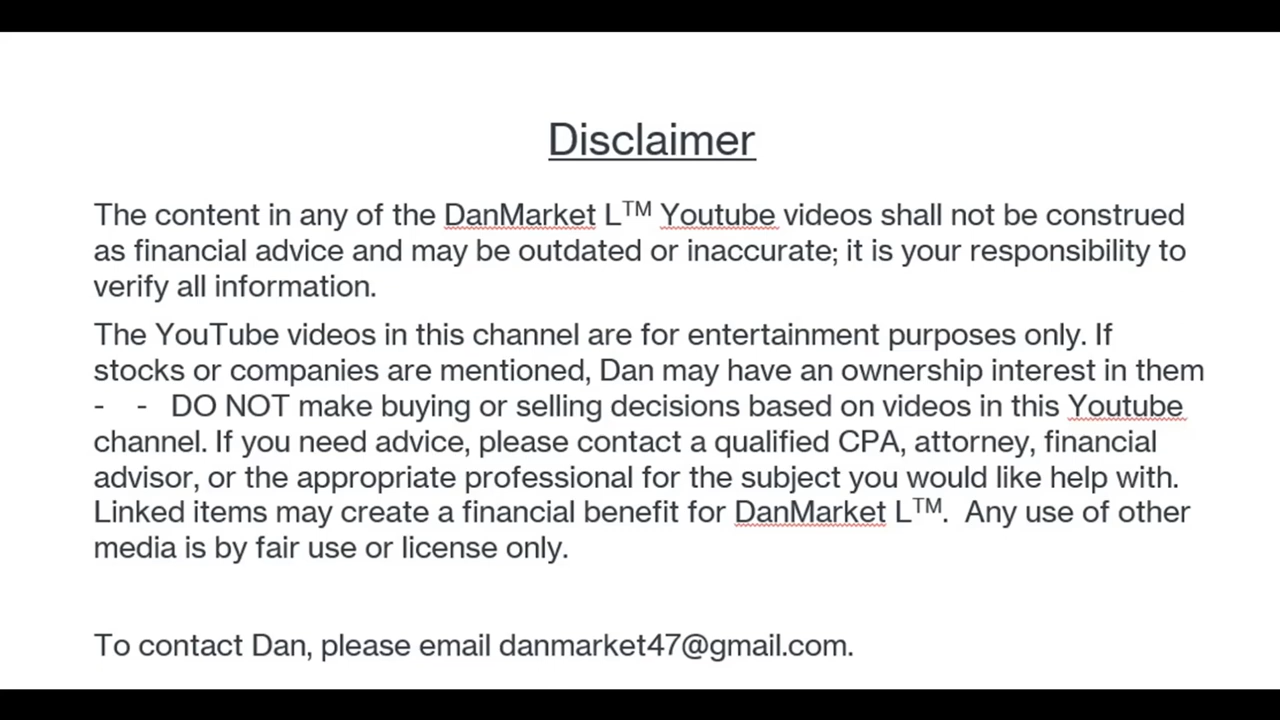 Disclaimer
The content in any of the DanMarket L™ Youtube videos shall not be construed
as financial advice and may be outdated or inaccurate; it is your responsibility to
verify all information.
The YouTube videos in this channel are for entertainment purposes only. If
stocks or companies are mentioned, Dan may have an ownership interest in them
- - DO NOT make buying or selling decisions based on videos in this Youtube
channel. If you need advice, please contact a qualified CPA, attorney, financial
advisor, or the appropriate professional for the subject you would like help with.
Linked items may create a financial benefit for DanMarket L™. Any use of other
media is by fair use or license only.
To contact Dan, please email danmarket47@gmail.com.